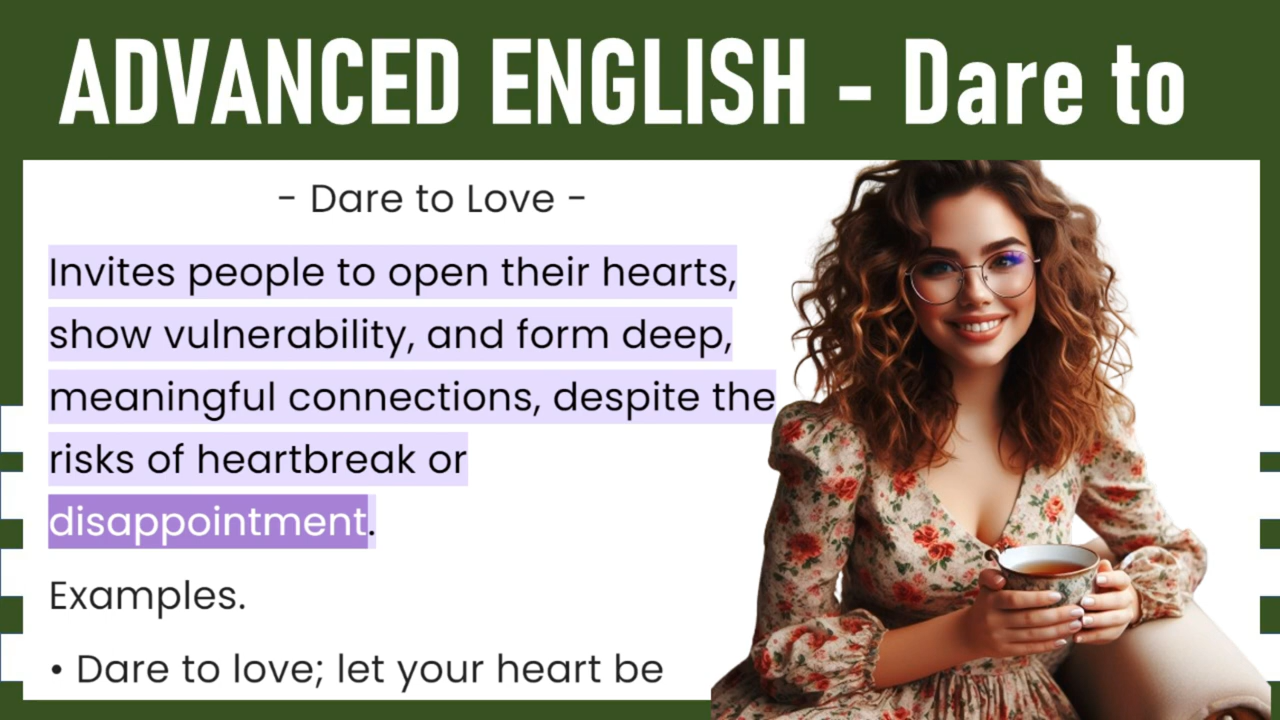 ADVANCED ENGLISH - Dare to
- Dare to Love -
Invites people to open their hearts,
show vulnerability, and form deep,
meaningful connections, despite the
risks of heartbreak or
disappointment.
Examples.
• Dare to love; let your heart be